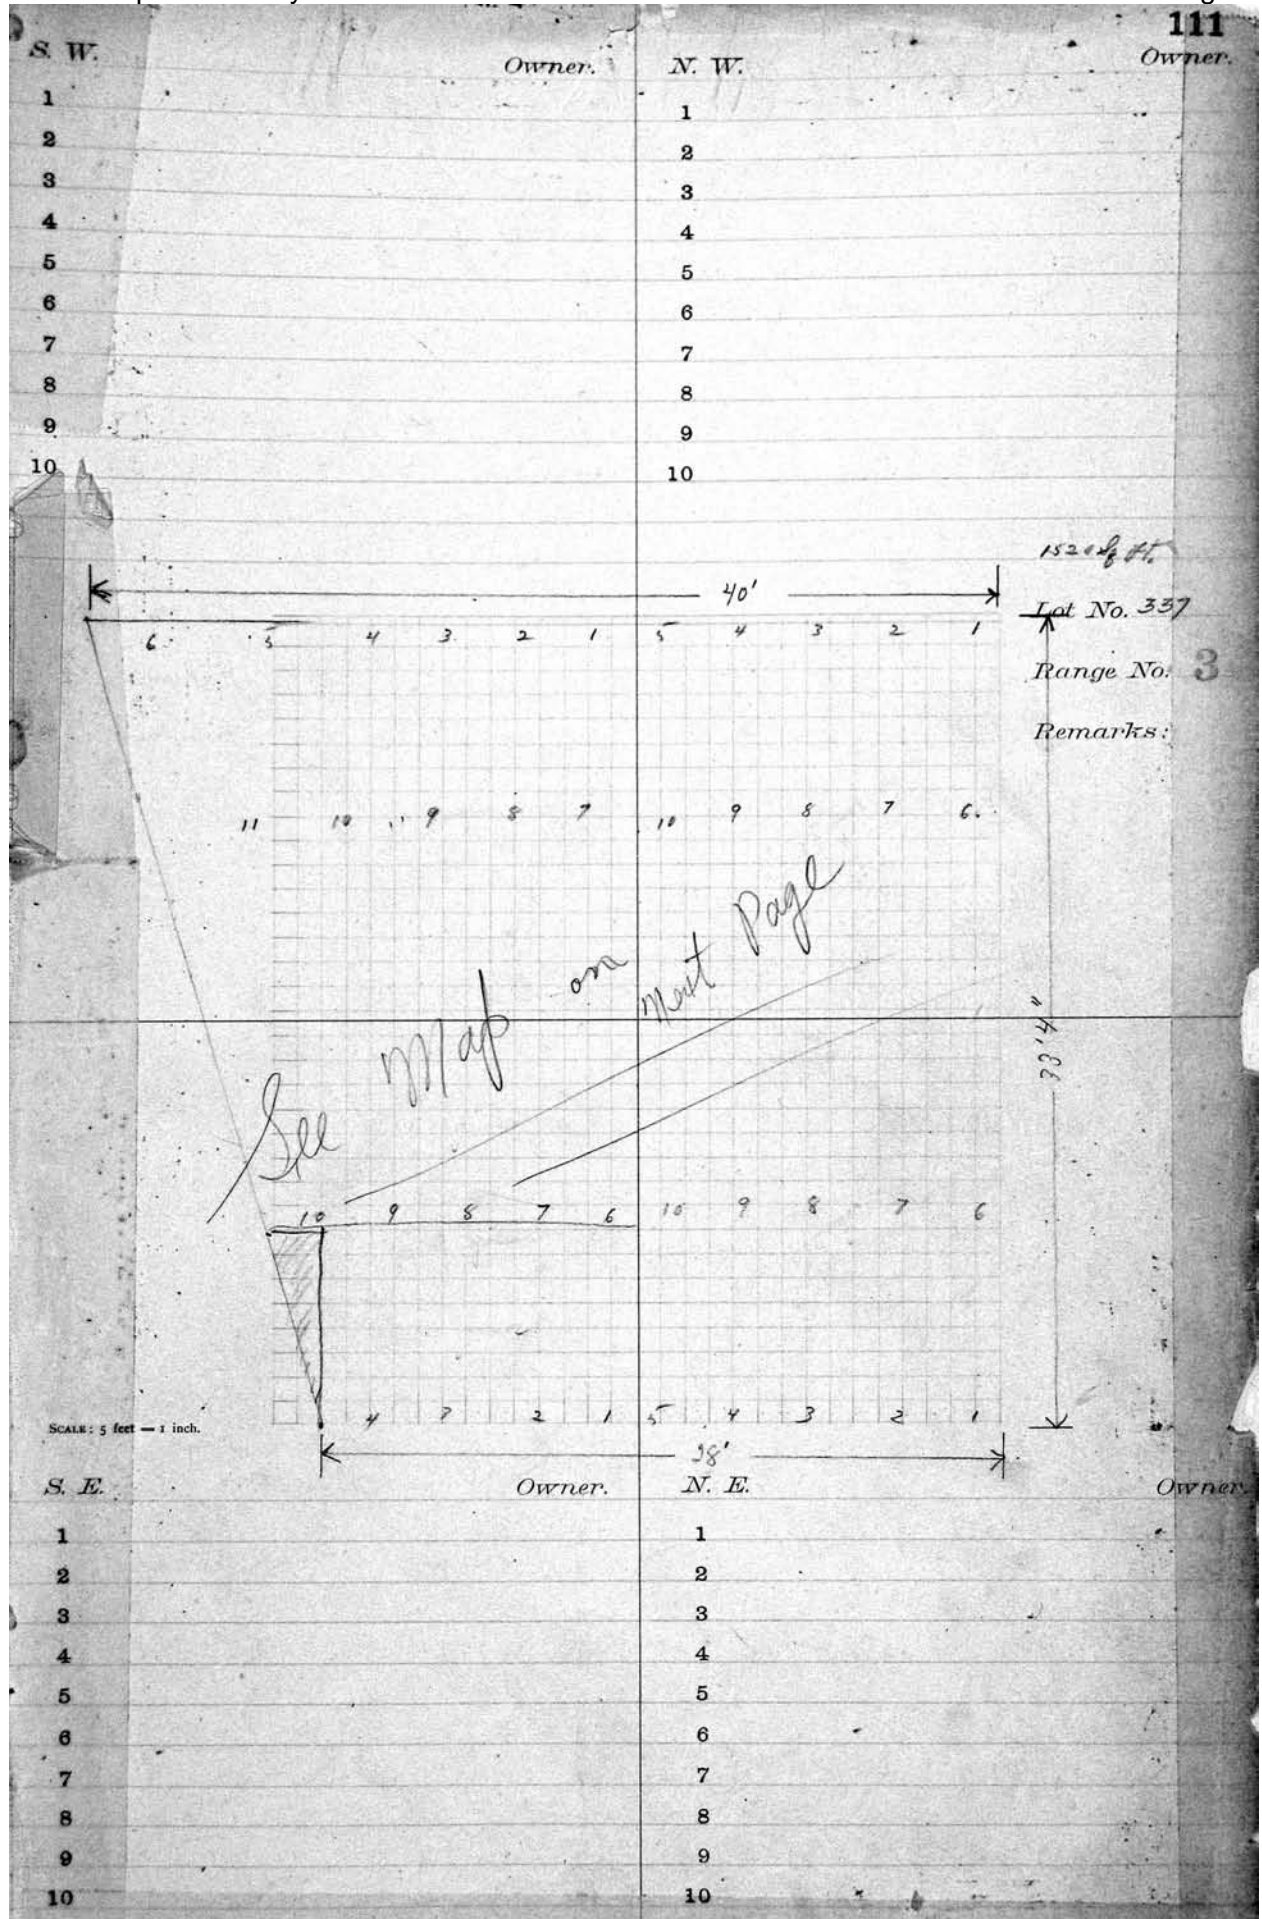 111
S. W. Owner. N. W. Owner.
1 1
2 2
3 3
4 4
5 5
6 6
7 7
8 8
9 9
10 10
Sq ft.
40'
Lot No. 337
6 5 4 3 2 1 5 4 3 2 1
Range No. 3
Remarks:
11 10 9 8 7 10 9 8 7 6
See Map on Next Page
33'4"
10 9 8 7 6 10 9 8 7 6
4 3 2 1 5 4 3 2 1
SCALE: 5 feet — 1 inch.
28'
S. E. Owner. N. E. Owner.
1 1
2 2
3 3
4 4
5 5
6 6
7 7
8 8
9 9
10 10